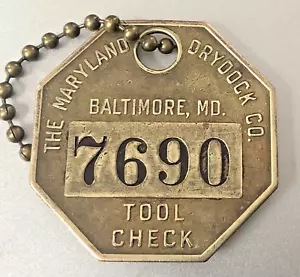 THE MARYLAND DRYDOCK CO.
BALTIMORE, MD.
7690
TOOL
CHECK